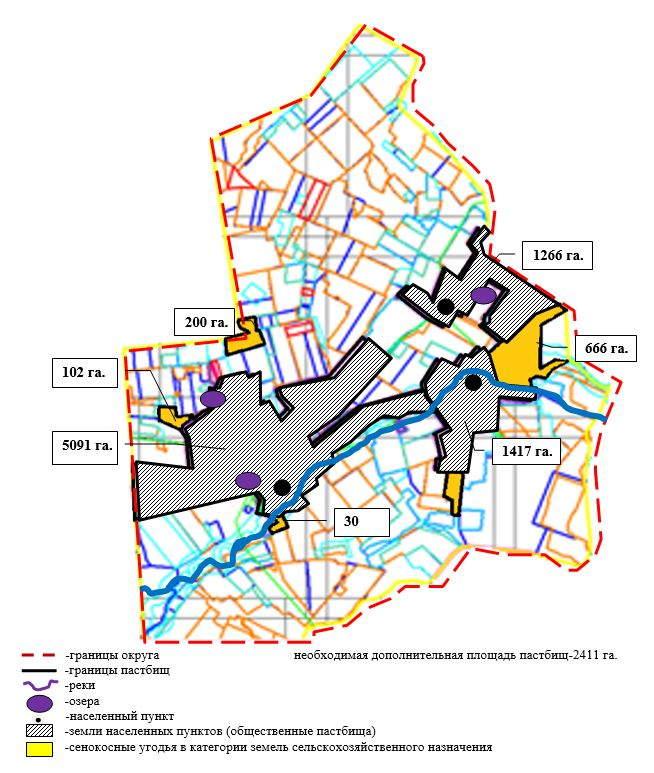 1266 га.
200 га.
666 га.
102 га.
5091 га.
1417 га.
30
-границы округа
необходимая дополнительная площадь пастбищ-2411 га.
-границы пастбищ
-реки
-озера
-населенный пункт
-земли населенных пунктов (общественные пастбища)
-сенокосные угодья в категории земель сельскохозяйственного назначения